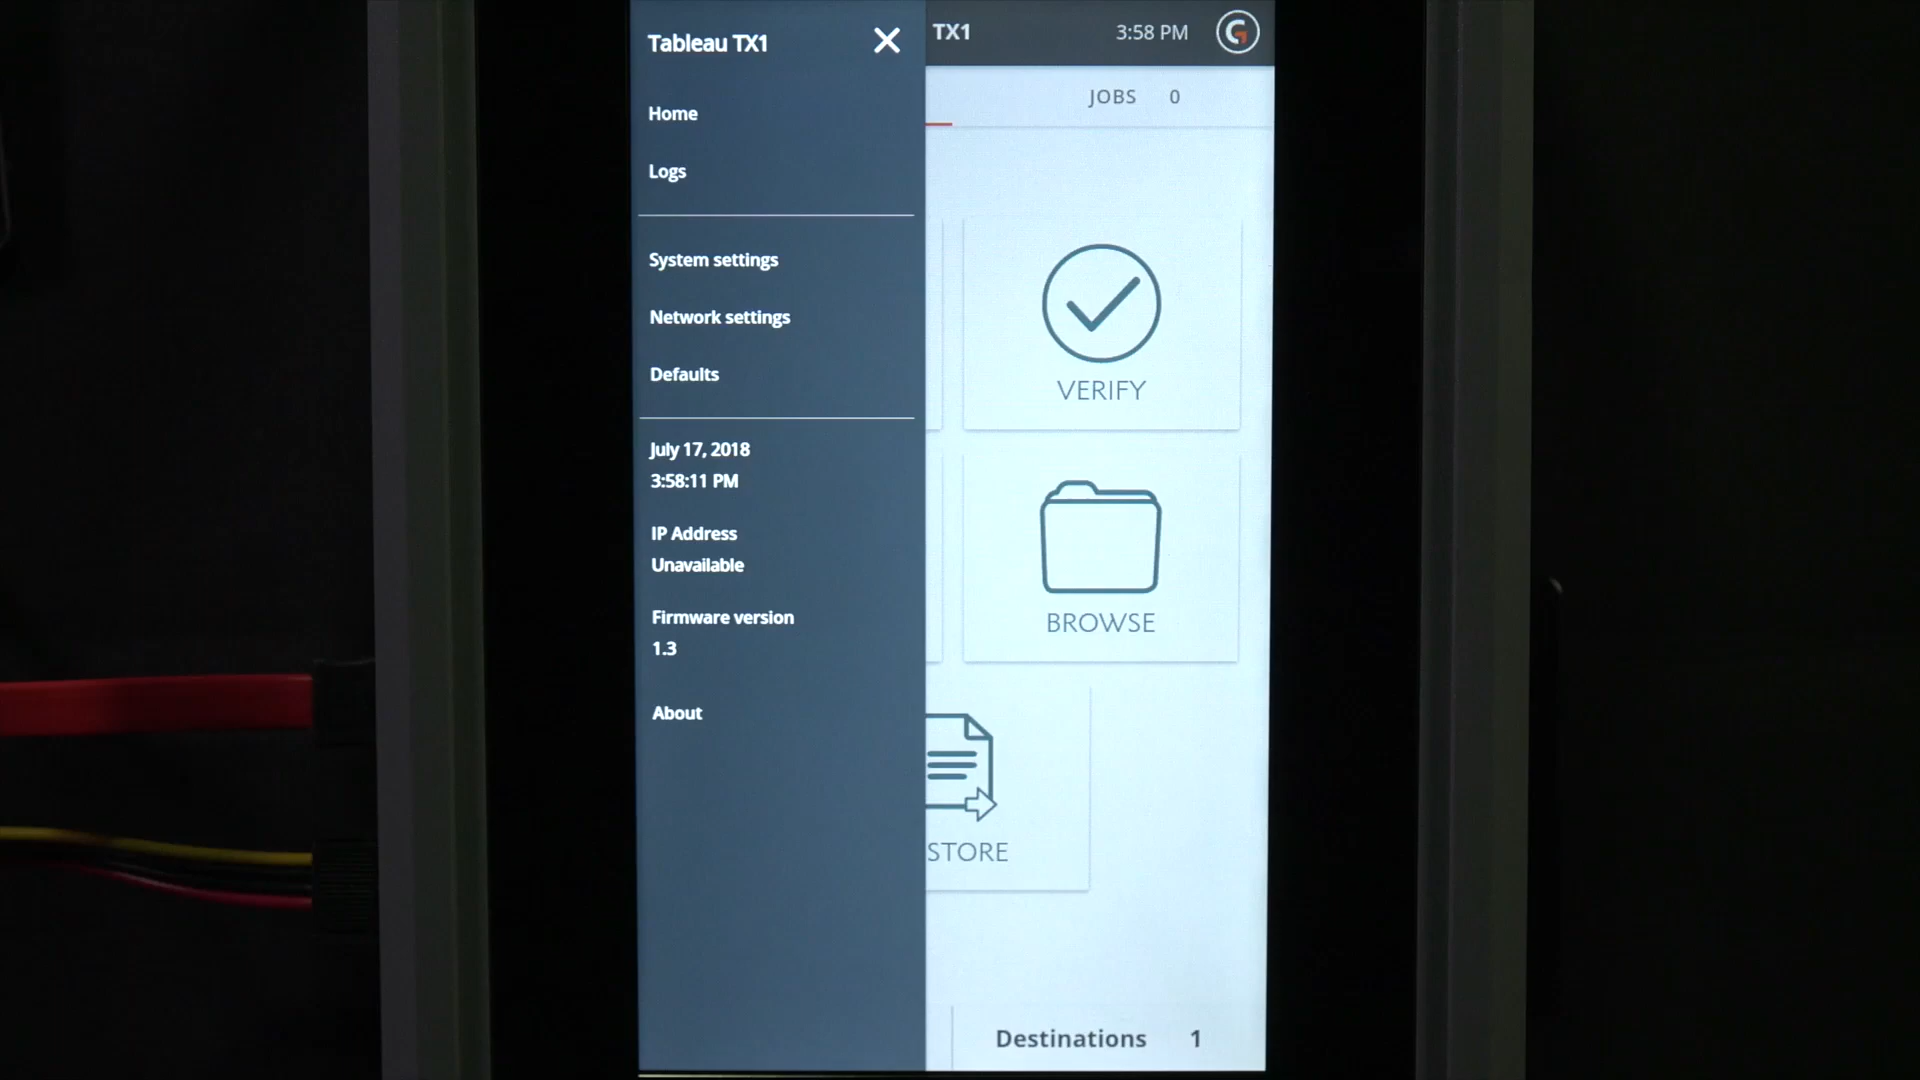 Tableau TX1
TX1
3:58 PM
Home
Logs
System settings
Network settings
Defaults
July 17, 2018
3:58:11 PM
IP Address
Unavailable
Firmware version
1.3
About
JOBS 0
VERIFY
BROWSE
STORE
Destinations 1